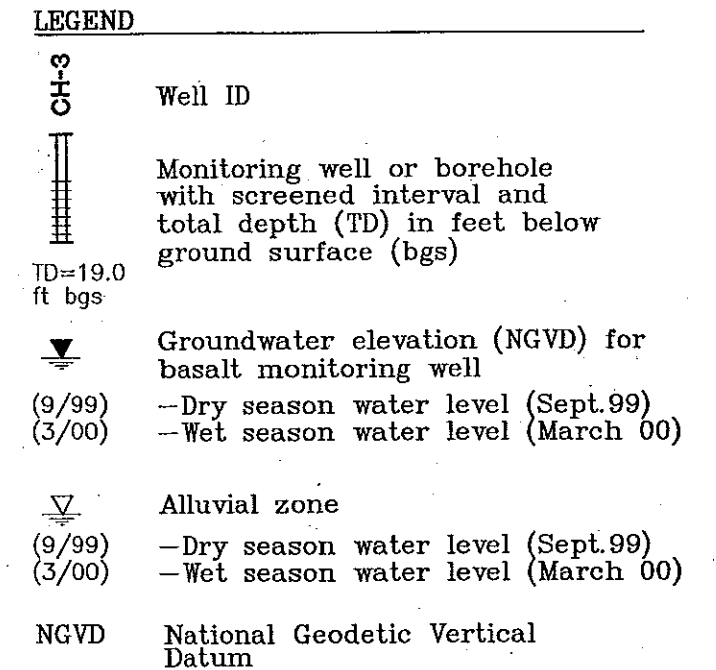 LEGEND
CH-3
Well ID
Monitoring well or borehole
with screened interval and
total depth (TD) in feet below
ground surface (bgs)
TD=19.0
ft bgs
Groundwater elevation (NGVD) for
basalt monitoring well
(9/99) -Dry season water level (Sept.99)
(3/00) -Wet season water level (March 00)
Alluvial zone
(9/99) -Dry season water level (Sept.99)
(3/00) -Wet season water level (March 00)
NGVD National Geodetic Vertical
Datum